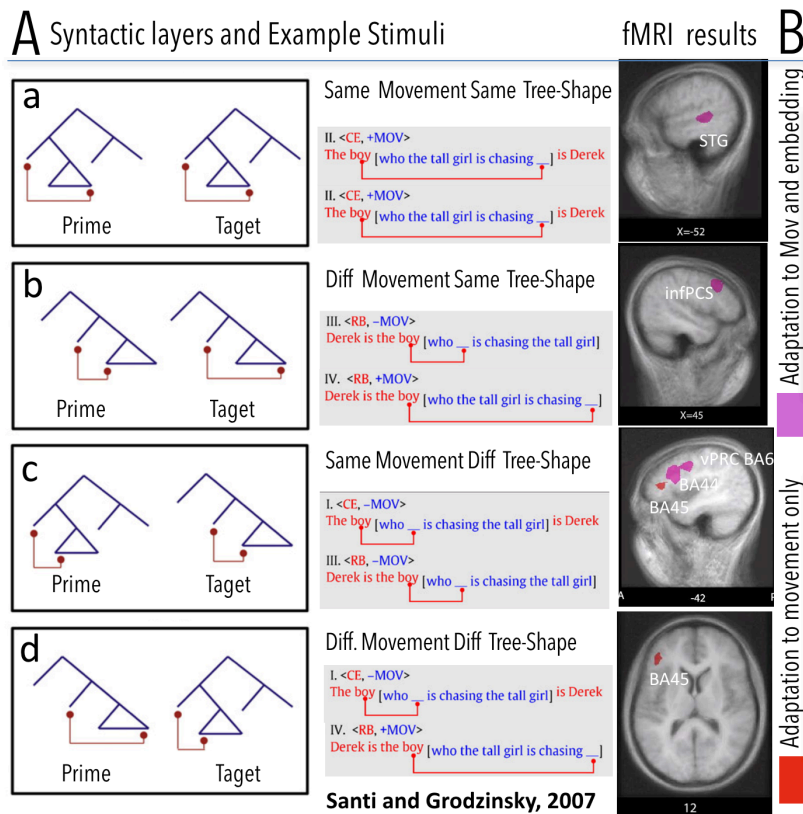 A Syntactic layers and Example Stimuli
fMRI results
B
a
Same Movement Same Tree-Shape
II. <CE, +MOV>
The boy [who the tall girl is chasing __] is Derek
II. <CE, +MOV>
The boy [who the tall girl is chasing __] is Derek
Prime
Taget
STG
X=-52
b
Diff Movement Same Tree-Shape
III. <RB, –MOV>
Derek is the boy [who __ is chasing the tall girl]
IV. <RB, +MOV>
Derek is the boy [who the tall girl is chasing __]
Prime
Taget
infPCS
X=45
c
Same Movement Diff Tree-Shape
I. <CE, –MOV>
The boy [who __ is chasing the tall girl] is Derek
III. <RB, –MOV>
Derek is the boy [who __ is chasing the tall girl]
Prime
Taget
vPRC BA6
BA44
BA45
A
-42
d
Diff. Movement Diff Tree-Shape
I. <CE, –MOV>
The boy [who __ is chasing the tall girl] is Derek
IV. <RB, +MOV>
Derek is the boy [who the tall girl is chasing __]
Prime
Taget
BA45
12
Santi and Grodzinsky, 2007
Adaptation to Mov and embedding
Adaptation to movement only